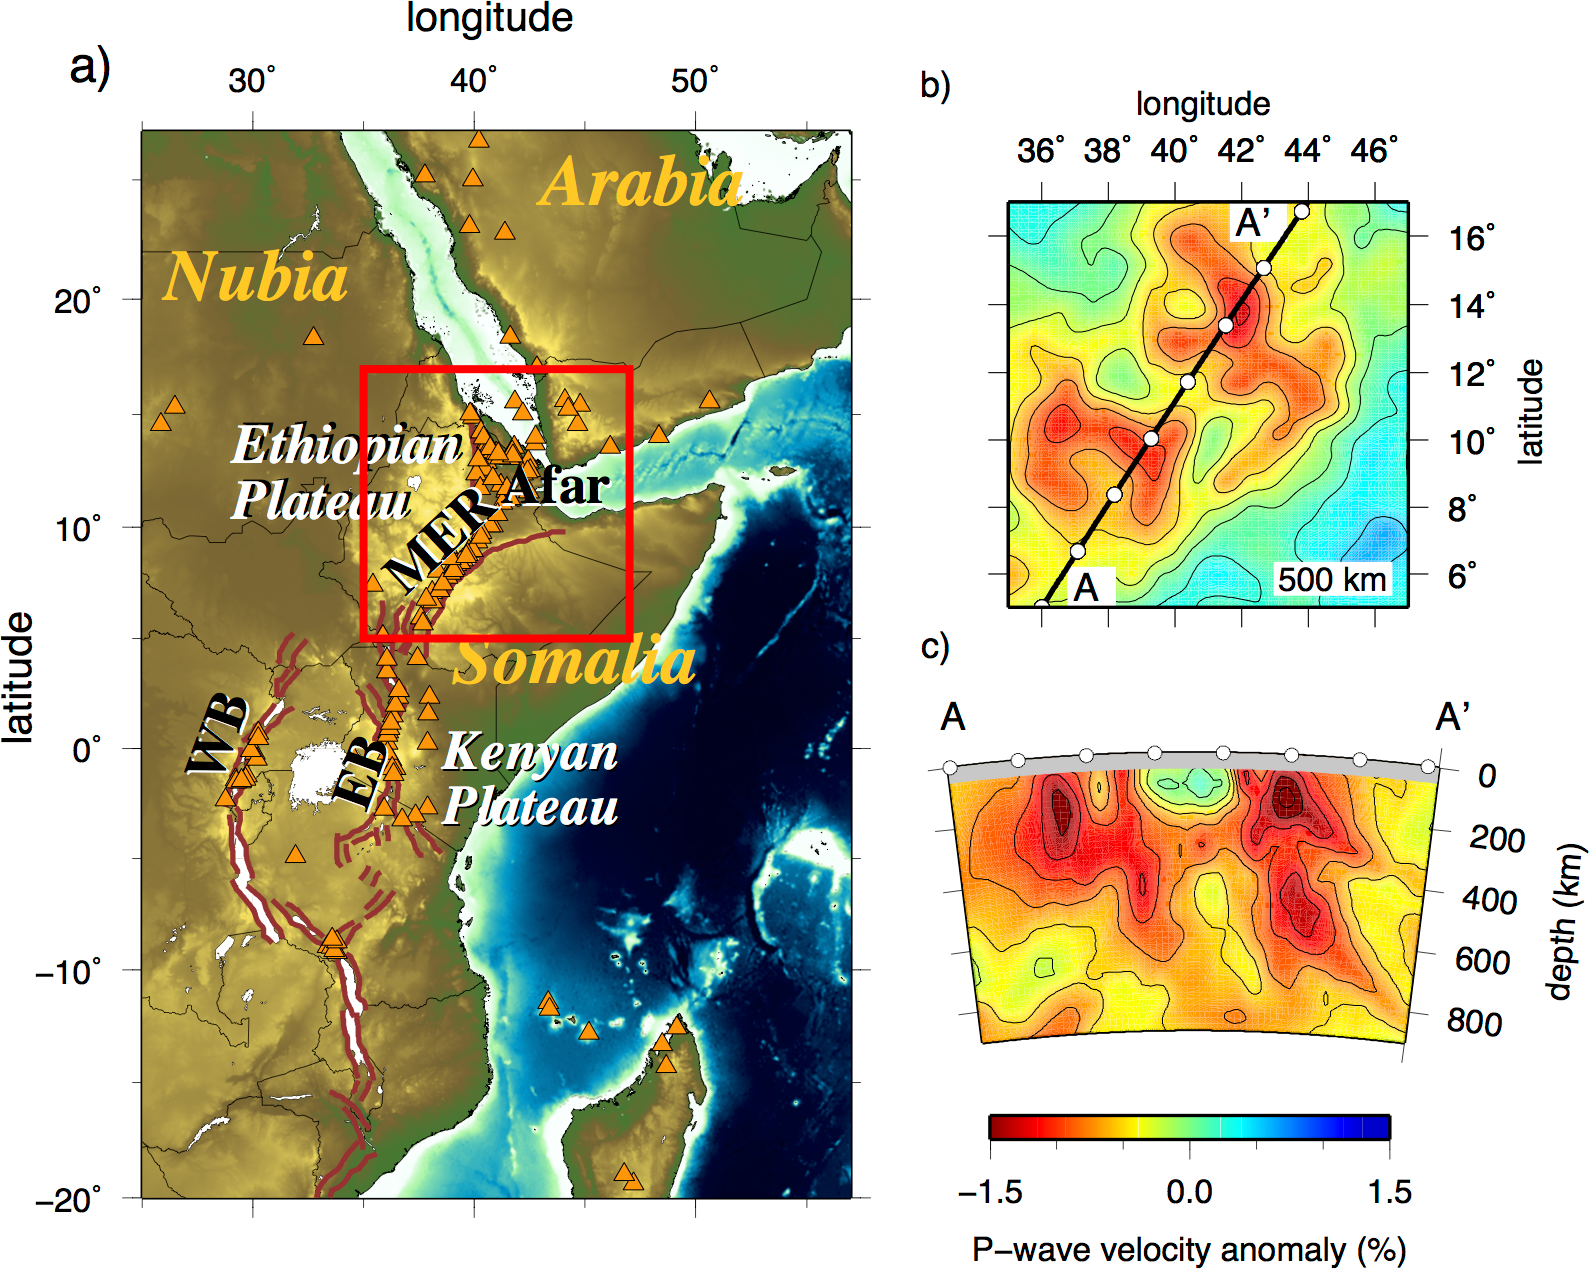 longitude
a)
30° 40° 50°
20°
10°
0°
−10°
−20°
latitude
Arabia
Nubia
Ethiopian
Plateau
Afar
MER
Somalia
WB
EB
Kenyan
Plateau
b)
longitude
36° 38° 40° 42° 44° 46°
A'
16°
14°
12°
10°
8°
6°
latitude
A
500 km
c)
A A'
0
200
400
600
800
depth (km)
−1.5 0.0 1.5
P−wave velocity anomaly (%)